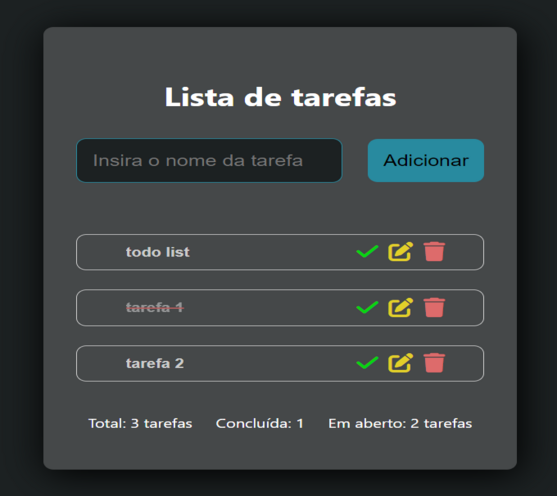 Lista de tarefas
Insira o nome da tarefa Adicionar
todo list
tarefa 1
tarefa 2
Total: 3 tarefas Concluída: 1 Em aberto: 2 tarefas